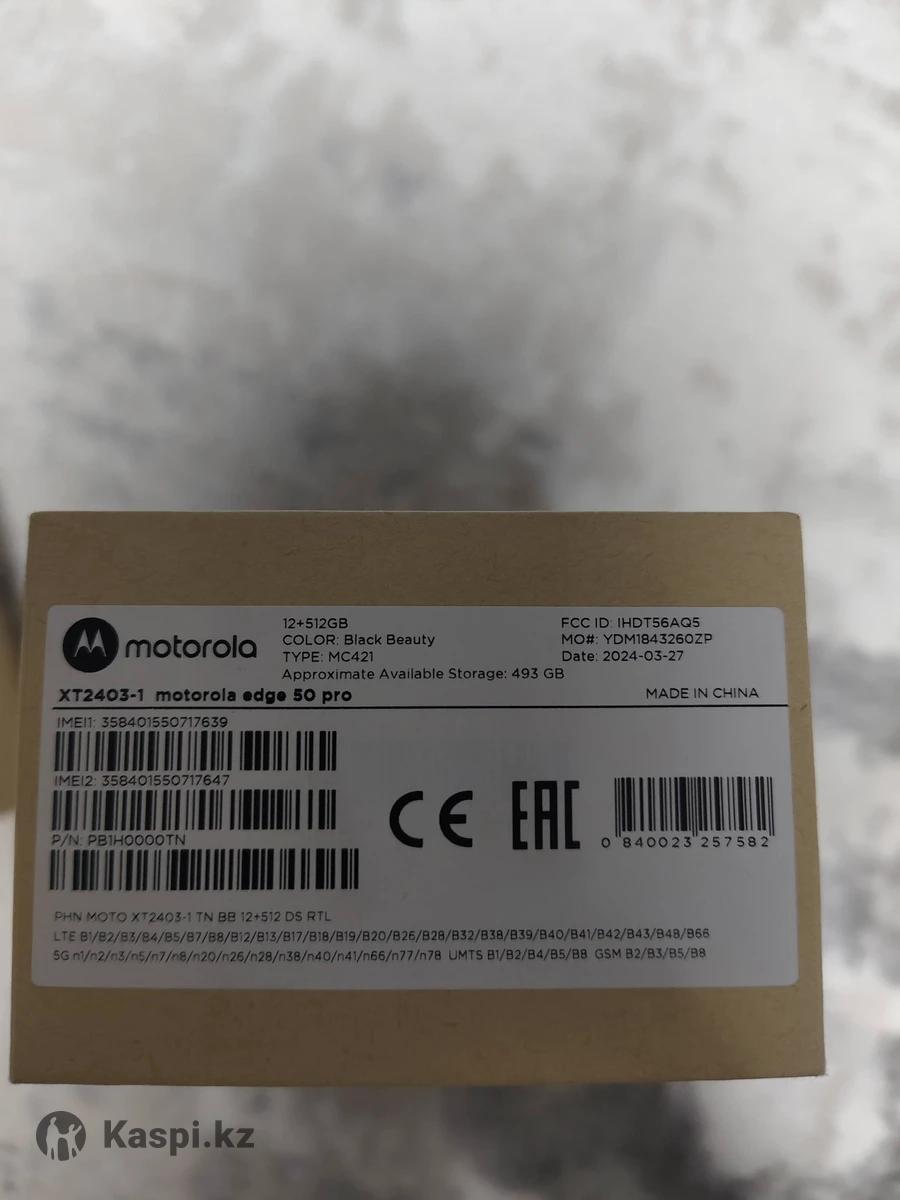 motorola
12+512GB
COLOR: Black Beauty
TYPE: MC421
Approximate Available Storage: 493 GB
FCC ID: IHDT56AQ5
MO#: YDM1843260ZP
Date: 2024-03-27
XT2403-1 motorola edge 50 pro
MADE IN CHINA
IMEI1: 358401550717639
IMEI2: 358401550717647
P/N: PB1H0000TN
CE
EAC
0 840023 257582
PHN MOTO XT2403-1 TN BB 12+512 DS RTL
LTE B1/B2/B3/B4/B5/B7/B8/B12/B13/B17/B18/B19/B20/B26/B28/B32/B38/B39/B40/B41/B42/B43/B48/B66
5G n1/n2/n3/n5/n7/n8/n20/n26/n28/n38/n40/n41/n66/n77/n78 UMTS B1/B2/B4/B5/B8 GSM B2/B3/B5/B8
Kaspi.kz